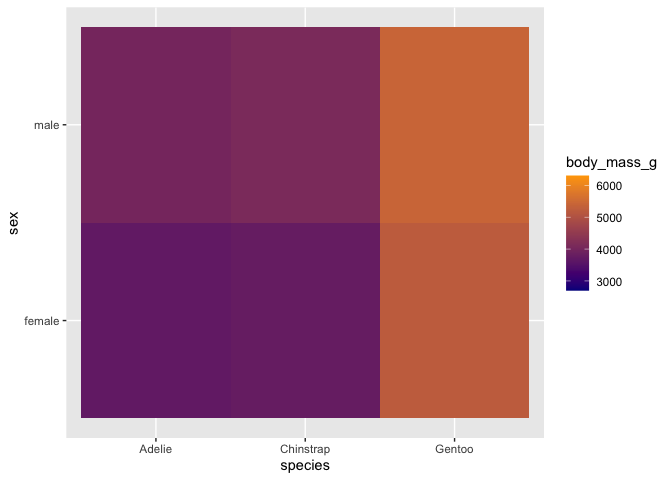 male
female
sex
Adelie
Chinstrap
Gentoo
species
body_mass_g
6000
5000
4000
3000